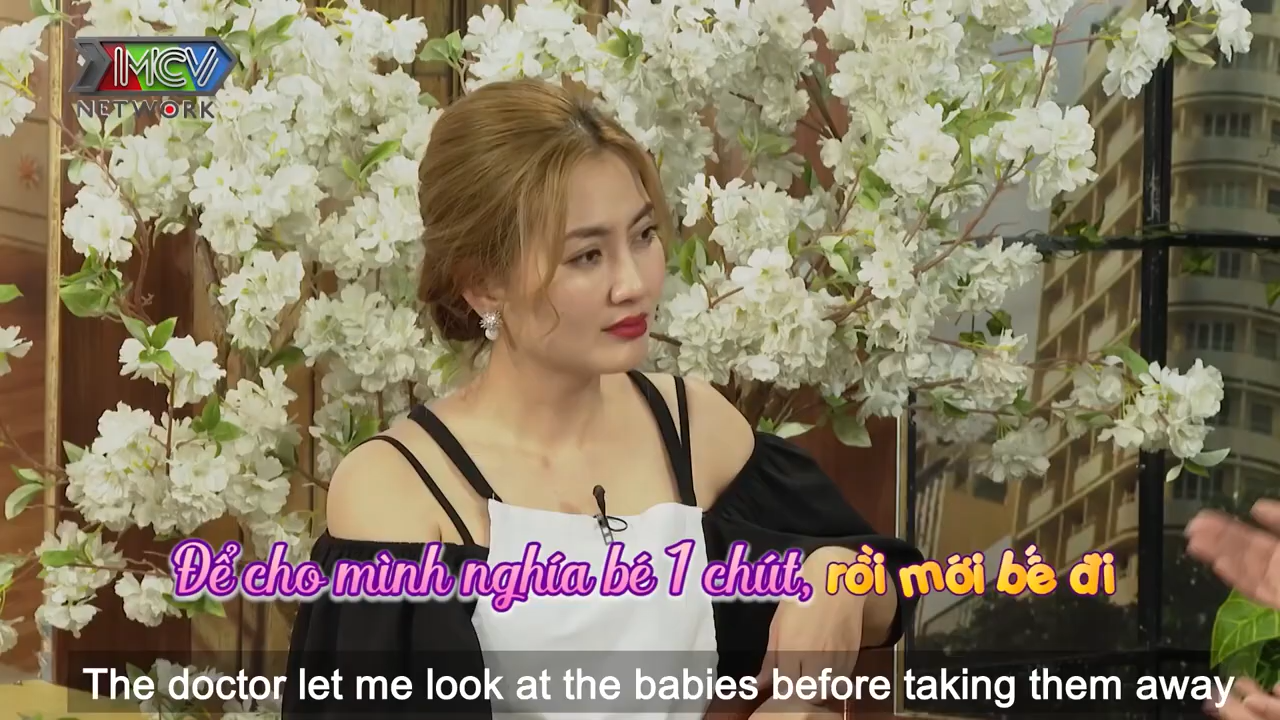 MCV
NETWORK
Để cho mình nghía bé 1 chút, rồi mới bế đi
The doctor let me look at the babies before taking them away